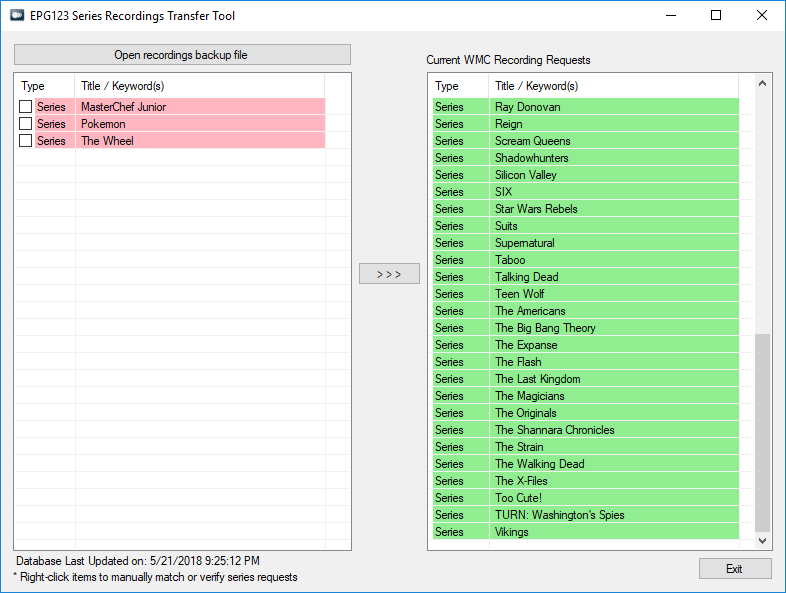 EPG123 Series Recordings Transfer Tool
Open recordings backup file
Type Title / Keyword(s)
Series MasterChef Junior
Series Pokemon
Series The Wheel
> > >
Current WMC Recording Requests
Type Title / Keyword(s)
Series Ray Donovan
Series Reign
Series Scream Queens
Series Shadowhunters
Series Silicon Valley
Series SIX
Series Star Wars Rebels
Series Suits
Series Supernatural
Series Taboo
Series Talking Dead
Series Teen Wolf
Series The Americans
Series The Big Bang Theory
Series The Expanse
Series The Flash
Series The Last Kingdom
Series The Magicians
Series The Originals
Series The Shannara Chronicles
Series The Strain
Series The Walking Dead
Series The X-Files
Series Too Cute!
Series TURN: Washington's Spies
Series Vikings
Database Last Updated on: 5/21/2018 9:25:12 PM
* Right-click items to manually match or verify series requests
Exit